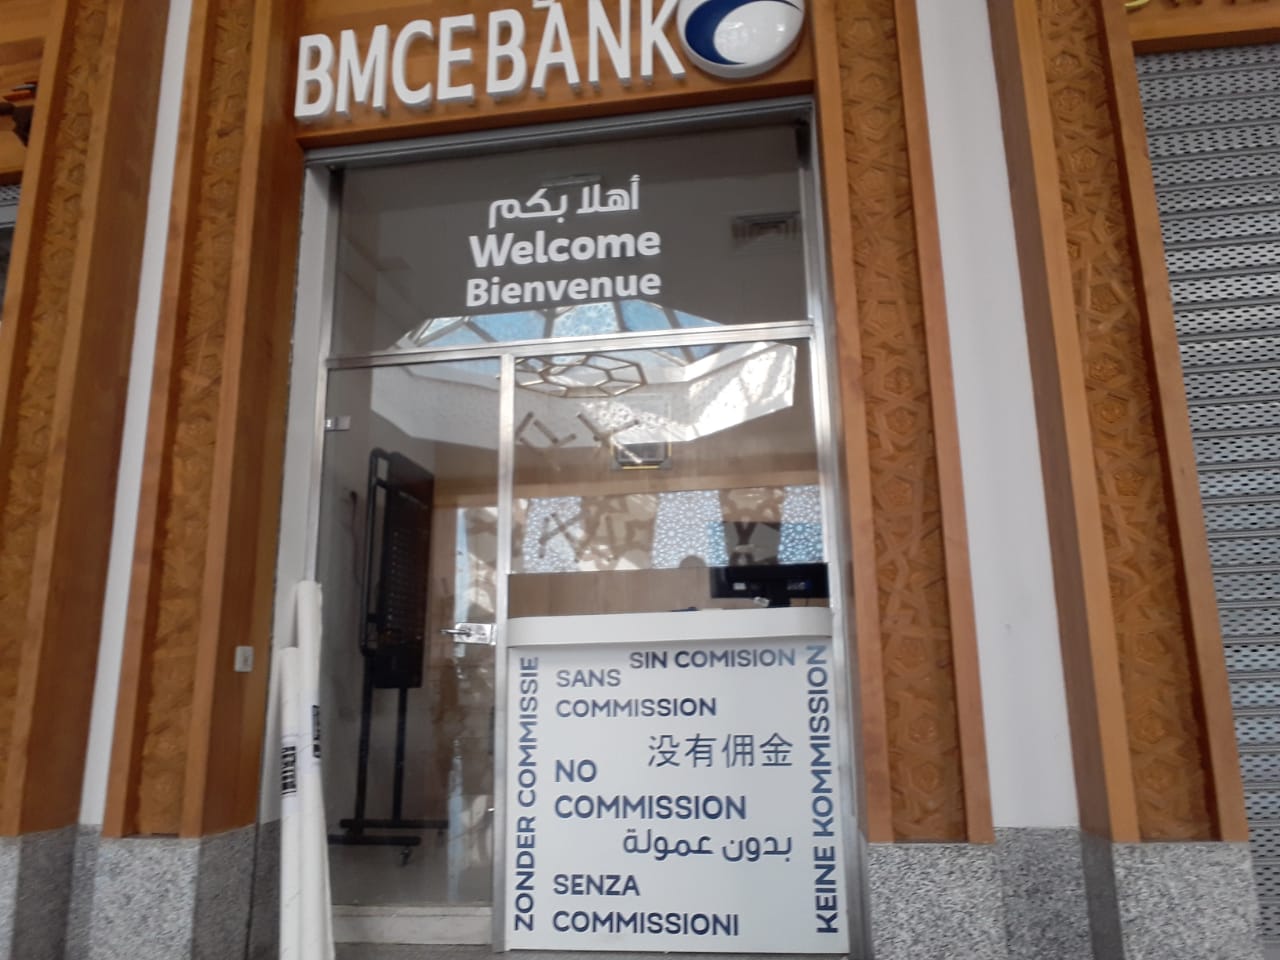 BMCE BANK
أهلا بكم
Welcome
Bienvenue
ZONDER COMMISSIE
SIN COMISION
SANS
COMMISSION
没有佣金
NO
COMMISSION
بدون عمولة
SENZA
COMMISSIONI
KEINE KOMMISSION